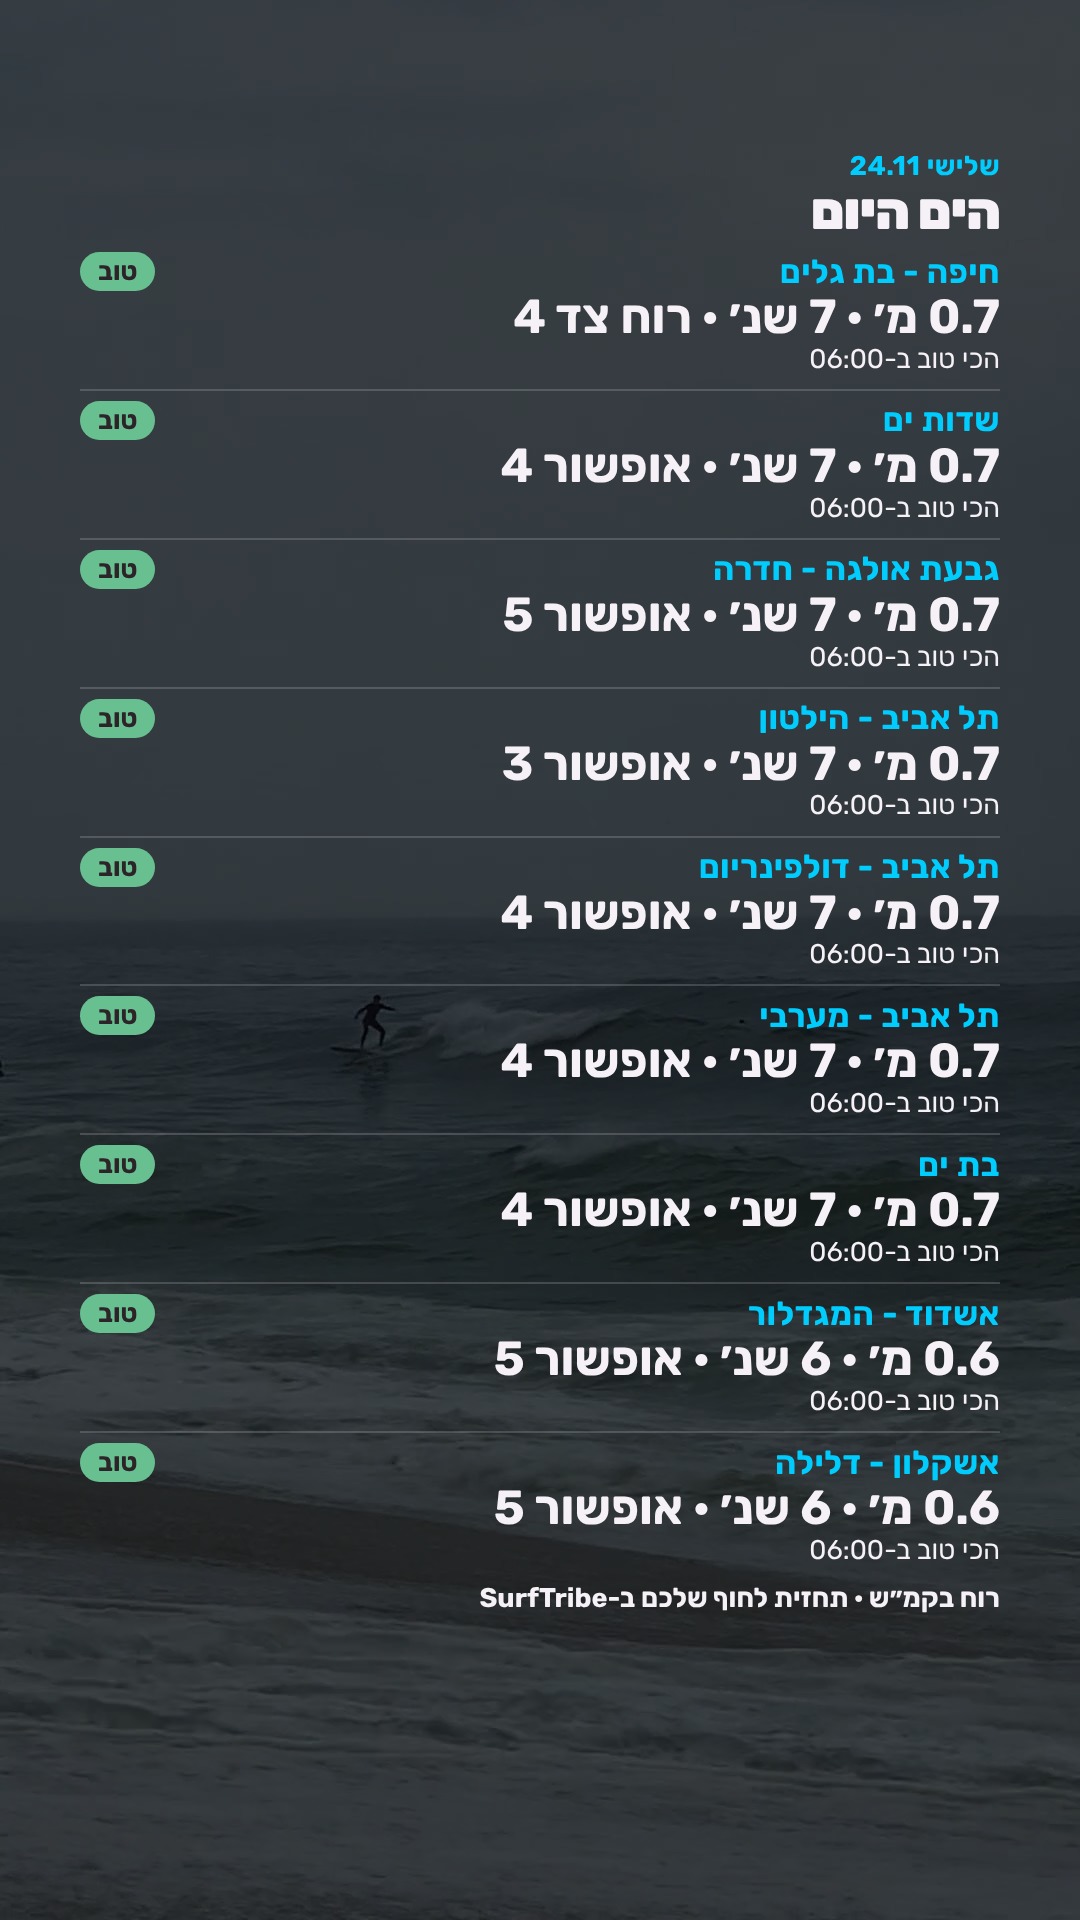 שלישי 24.11
הים היום
חיפה - בת גלים
טוב
0.7 מ׳ • 7 שנ׳ • רוח צד 4
הכי טוב ב-06:00
שדות ים
טוב
0.7 מ׳ • 7 שנ׳ • אופשור 4
הכי טוב ב-06:00
גבעת אולגה - חדרה
טוב
0.7 מ׳ • 7 שנ׳ • אופשור 5
הכי טוב ב-06:00
תל אביב - הילטון
טוב
0.7 מ׳ • 7 שנ׳ • אופשור 3
הכי טוב ב-06:00
תל אביב - דולפינריום
טוב
0.7 מ׳ • 7 שנ׳ • אופשור 4
הכי טוב ב-06:00
תל אביב - מערבי
טוב
0.7 מ׳ • 7 שנ׳ • אופשור 4
הכי טוב ב-06:00
בת ים
טוב
0.7 מ׳ • 7 שנ׳ • אופשור 4
הכי טוב ב-06:00
אשדוד - המגדלור
טוב
0.6 מ׳ • 6 שנ׳ • אופשור 5
הכי טוב ב-06:00
אשקלון - דלילה
טוב
0.6 מ׳ • 6 שנ׳ • אופשור 5
הכי טוב ב-06:00
רוח בקמ״ש • תחזית לחוף שלכם ב-SurfTribe